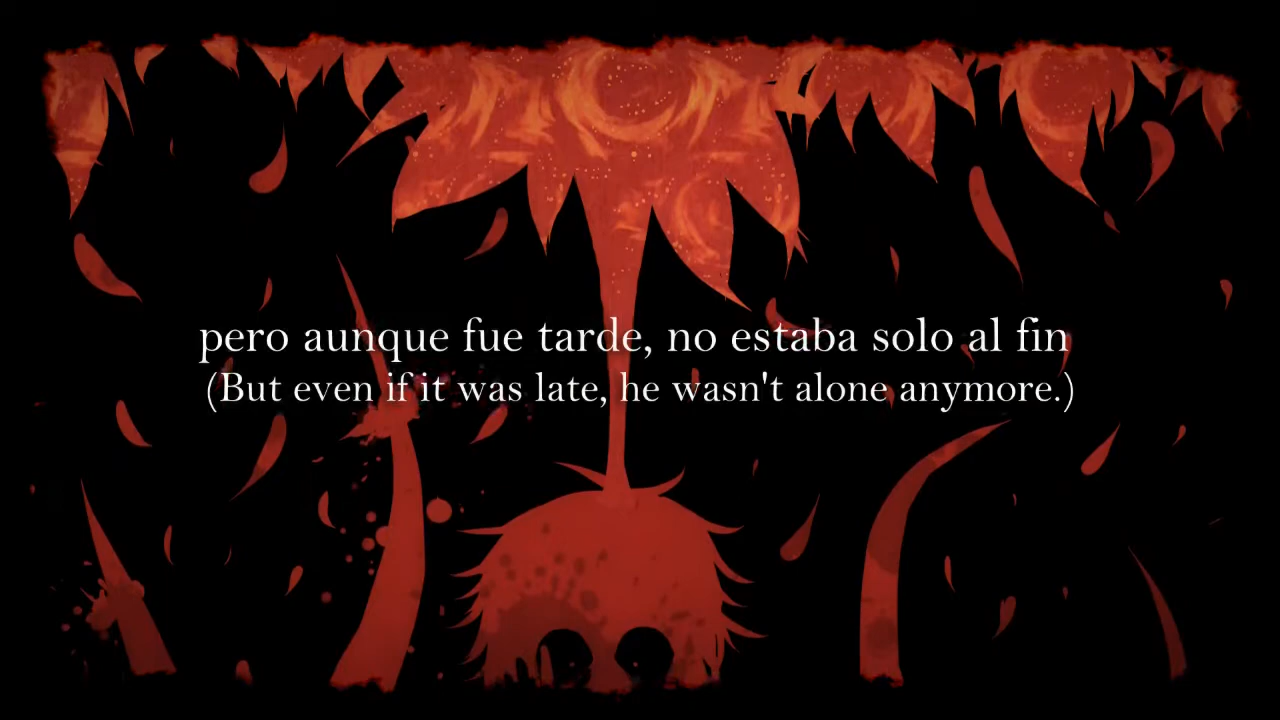 pero aunque fue tarde, no estaba solo al fin
(But even if it was late, he wasn't alone anymore.)